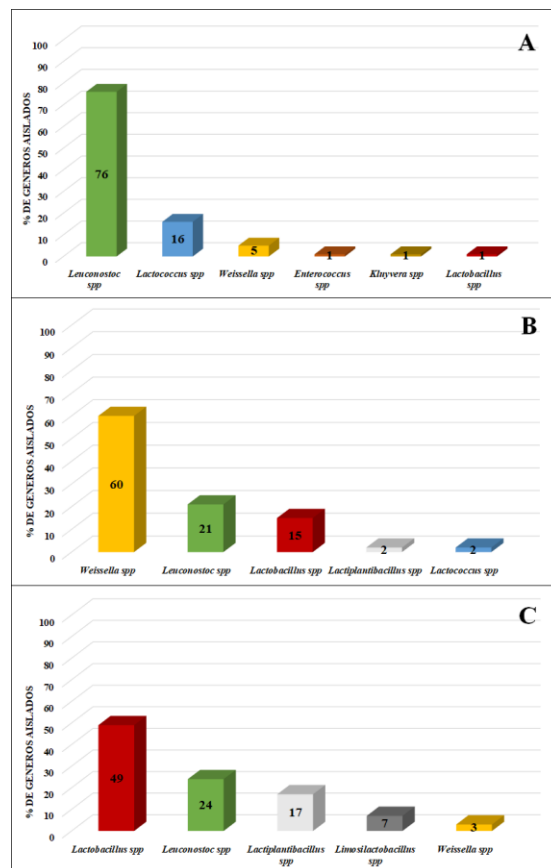 A
% DE GENEROS AISLADOS
100
90
80
70
60
50
40
30
20
10
0
76
16
5
1
1
1
Leuconostoc spp
Lactococcus spp
Weissella spp
Enterococcus spp
Kluyvera spp
Lactobacillus spp
B
% DE GENEROS AISLADOS
100
90
80
70
60
50
40
30
20
10
0
60
21
15
2
2
Weissella spp
Leuconostoc spp
Lactobacillus spp
Lactiplantibacillus spp
Lactococcus spp
C
% DE GENEROS AISLADOS
100
90
80
70
60
50
40
30
20
10
0
49
24
17
7
3
Lactobacillus spp
Leuconostoc spp
Lactiplantibacillus spp
Limosilactobacillus spp
Weissella spp